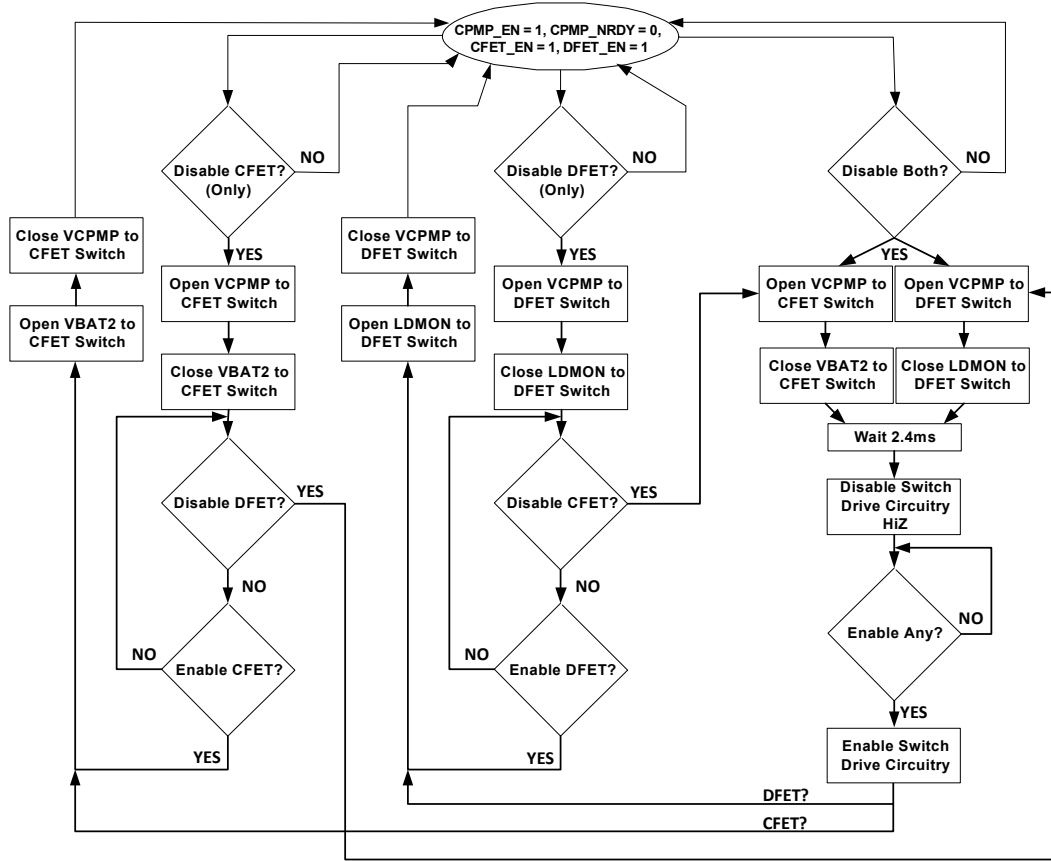 CPMP_EN = 1, CPMP_NRDY = 0,
CFET_EN = 1, DFET_EN = 1
Disable CFET?
(Only)
NO
YES
Open VCPMP to
CFET Switch
Close VBAT2 to
CFET Switch
Disable DFET?
YES
NO
Enable CFET?
NO
YES
Open VBAT2 to
CFET Switch
Close VCPMP to
CFET Switch
Disable DFET?
(Only)
NO
YES
Open VCPMP to
DFET Switch
Close LDMON to
DFET Switch
Disable CFET?
YES
NO
Enable DFET?
NO
YES
Open LDMON to
DFET Switch
Close VCPMP to
DFET Switch
Disable Both?
NO
YES
Open VCPMP to
CFET Switch
Open VCPMP to
DFET Switch
Close VBAT2 to
CFET Switch
Close LDMON to
DFET Switch
Wait 2.4ms
Disable Switch
Drive Circuitry
HiZ
Enable Any?
NO
YES
Enable Switch
Drive Circuitry
DFET?
CFET?